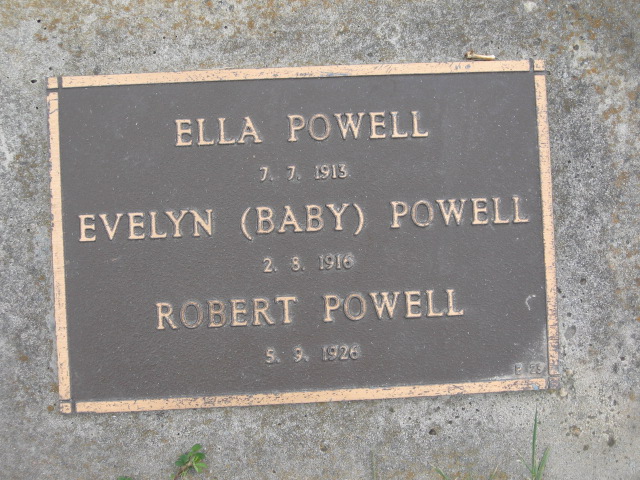 ELLA POWELL
7. 7. 1913
EVELYN (BABY) POWELL
2. 8. 1916
ROBERT POWELL
5. 9. 1926